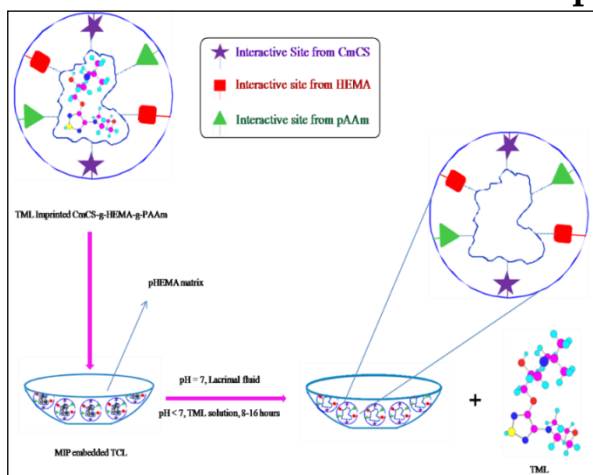 Interactive Site from CmCS
Interactive site from HEMA
Interactive site from pAAm
TML Imprinted CmCS-g-HEMA-g-PAAm
pHEMA matrix
pH = 7, Lacrimal fluid
pH < 7, TML solution, 8-16 hours
+
MIP embedded TCL
TML